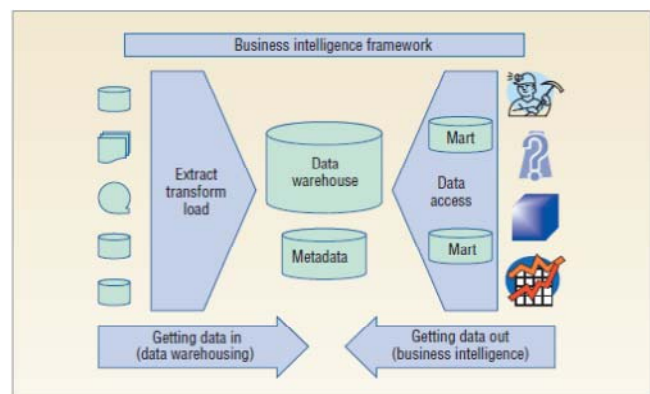 Business intelligence framework
Extract
transform
load
Data
warehouse
Metadata
Mart
Data
access
Mart
Getting data in
(data warehousing)
Getting data out
(business intelligence)